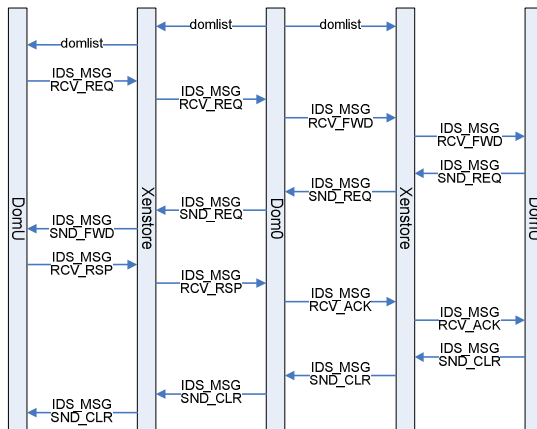 domlist
domlist
domlist
IDS_MSG
RCV_REQ
IDS_MSG
RCV_REQ
IDS_MSG
RCV_FWD
IDS_MSG
RCV_FWD
IDS_MSG
SND_REQ
IDS_MSG
SND_REQ
IDS_MSG
SND_REQ
IDS_MSG
SND_FWD
IDS_MSG
RCV_RSP
IDS_MSG
RCV_RSP
IDS_MSG
RCV_ACK
IDS_MSG
RCV_ACK
IDS_MSG
SND_CLR
IDS_MSG
SND_CLR
IDS_MSG
SND_CLR
IDS_MSG
SND_CLR
DomU
Xenstore
Dom0
Xenstore
DomU